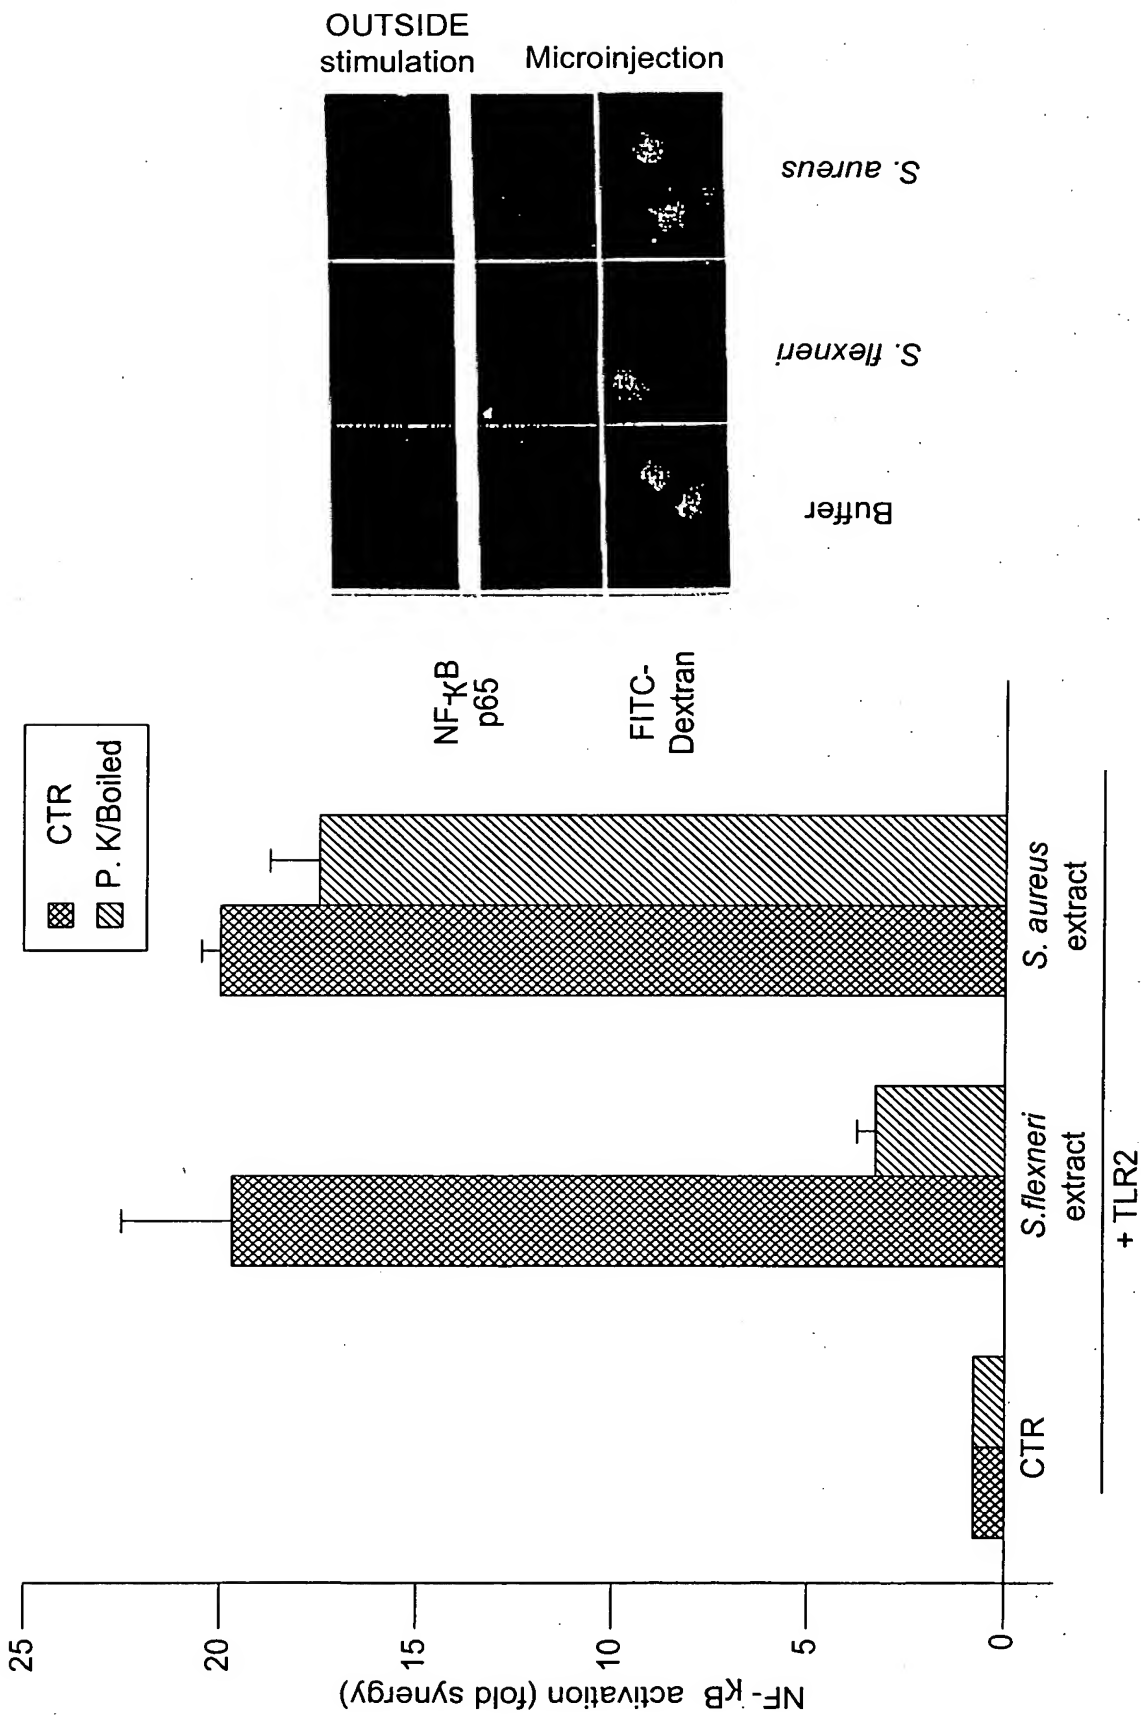 25
20
15
10
5
0
NF-κB activation (fold synergy)
CTR
P. K/Boiled
CTR
S.flexneri
extract
S. aureus
extract
+ TLR2
NF-κB
p65
FITC-
Dextran
OUTSIDE
stimulation
Microinjection
Buffer
S. flexneri
S. aureus